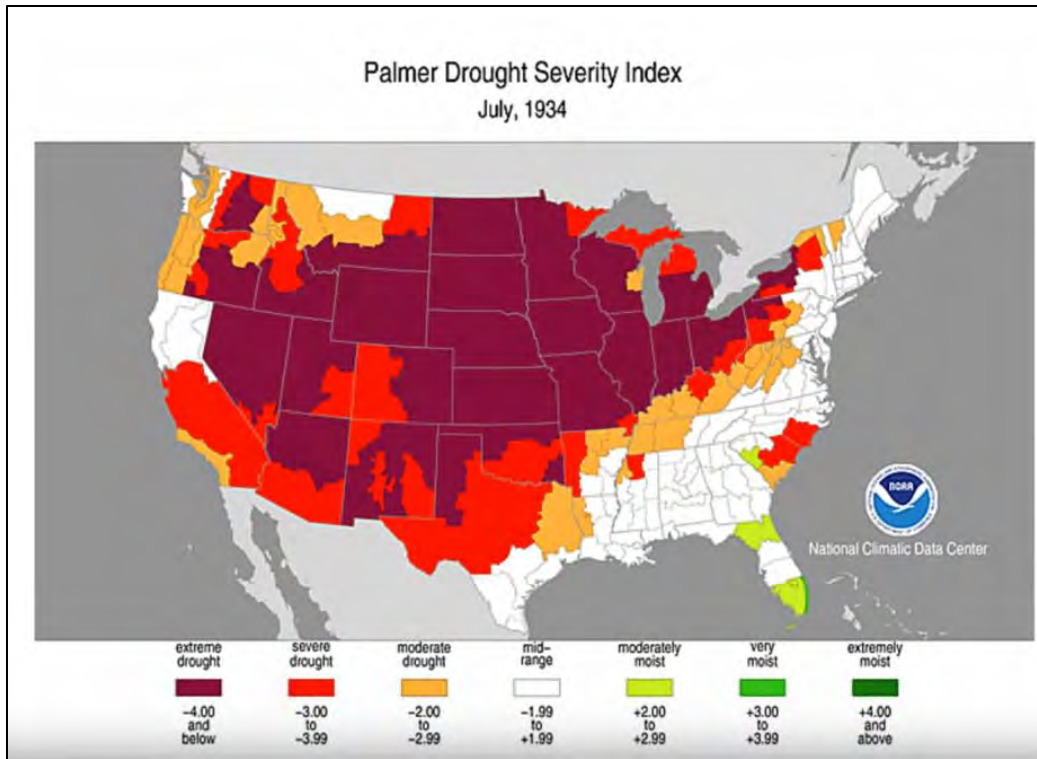 Palmer Drought Severity Index
July, 1934
NOAA
National Climatic Data Center
extreme drought
severe drought
moderate drought
mid-range
moderately moist
very moist
extremely moist
−4.00 and below
−3.00 to −3.99
−2.00 to −2.99
−1.99 to +1.99
+2.00 to +2.99
+3.00 to +3.99
+4.00 and above